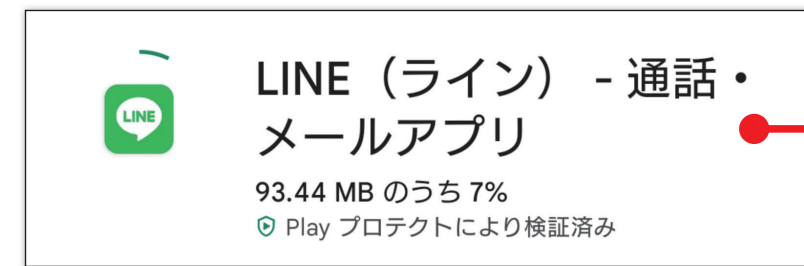 LINE
LINE（ライン） - 通話・
メールアプリ
93.44 MB のうち 7%
Play プロテクトにより検証済み